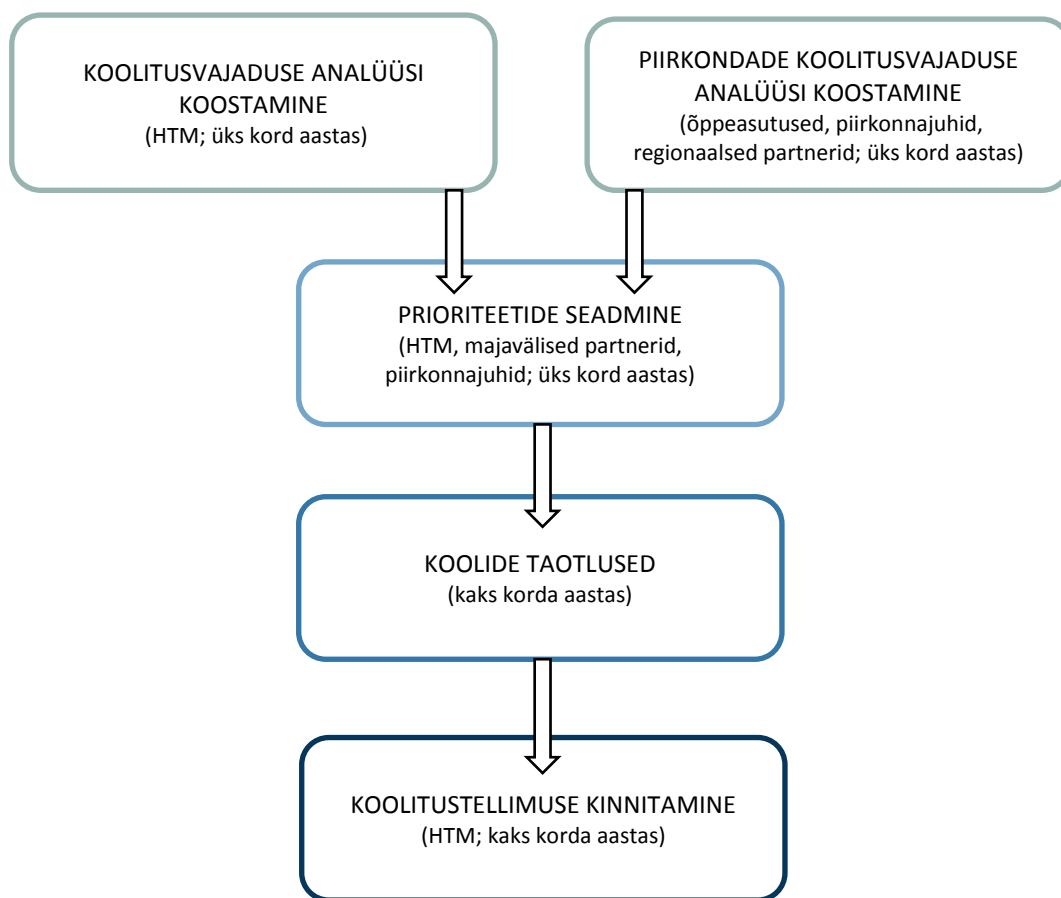 KOOLITUSVAJADUSE ANALÜÜSI
KOOSTAMINE
(HTM; üks kord aastas)
PIIRKONDADE KOOLITUSVAJADUSE
ANALÜÜSI KOOSTAMINE
(õppeasutused, piirkonnajuhid,
regionaalsed partnerid; üks kord aastas)
PRIORITEETIDE SEADMINE
(HTM, majavälised partnerid,
piirkonnajuhid; üks kord aastas)
KOOLIDE TAOTLUSED
(kaks korda aastas)
KOOLITUSTELLIMUSE KINNITAMINE
(HTM; kaks korda aastas)